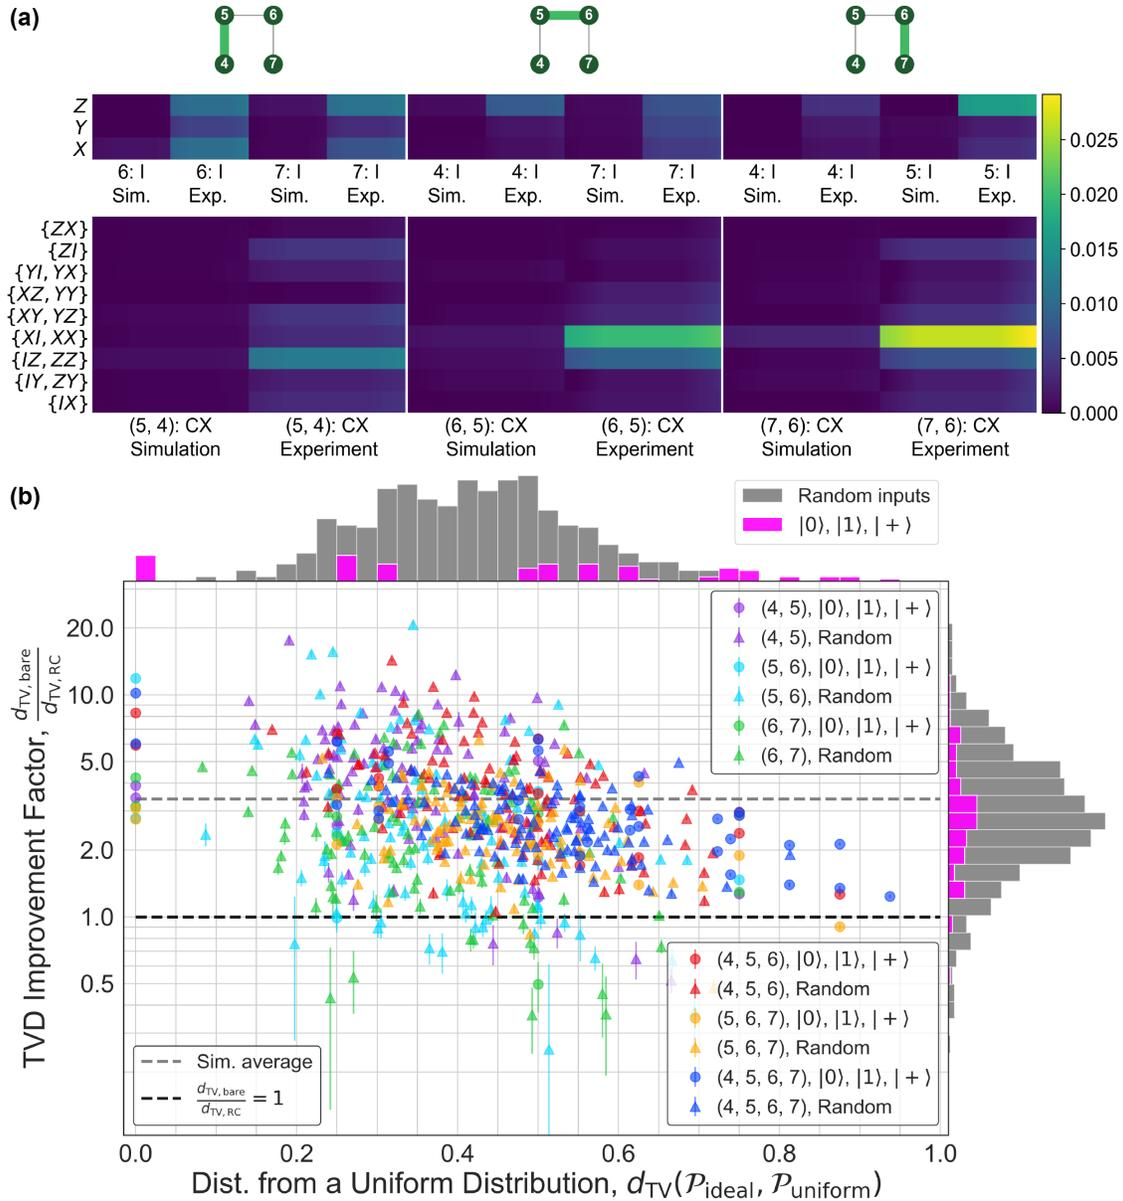 (a)
5 6 5 6 5 6
4 7 4 7 4 7
Z
Y
X
6: I 6: I 7: I 7: I 4: I 4: I 7: I 7: I 4: I 4: I 5: I 5: I
Sim. Exp. Sim. Exp. Sim. Exp. Sim. Exp. Sim. Exp. Sim. Exp.
{ZX}
{ZI}
{YI, YX}
{XZ, YY}
{XY, YZ}
{XI, XX}
{IZ, ZZ}
{IY, ZY}
{IX}
(5, 4): CX (5, 4): CX (6, 5): CX (6, 5): CX (7, 6): CX (7, 6): CX
Simulation Experiment Simulation Experiment Simulation Experiment
0.025
0.020
0.015
0.010
0.005
0.000
(b)
Random inputs
|0⟩, |1⟩, |+⟩
TVD Improvement Factor, d_TV,bare / d_TV,RC
20.0
10.0
5.0
2.0
1.0
0.5
(4, 5), |0⟩, |1⟩, |+⟩
(4, 5), Random
(5, 6), |0⟩, |1⟩, |+⟩
(5, 6), Random
(6, 7), |0⟩, |1⟩, |+⟩
(6, 7), Random
(4, 5, 6), |0⟩, |1⟩, |+⟩
(4, 5, 6), Random
(5, 6, 7), |0⟩, |1⟩, |+⟩
(5, 6, 7), Random
(4, 5, 6, 7), |0⟩, |1⟩, |+⟩
(4, 5, 6, 7), Random
Sim. average
d_TV,bare / d_TV,RC = 1
0.0 0.2 0.4 0.6 0.8 1.0
Dist. from a Uniform Distribution, d_TV(𝒫_ideal, 𝒫_uniform)